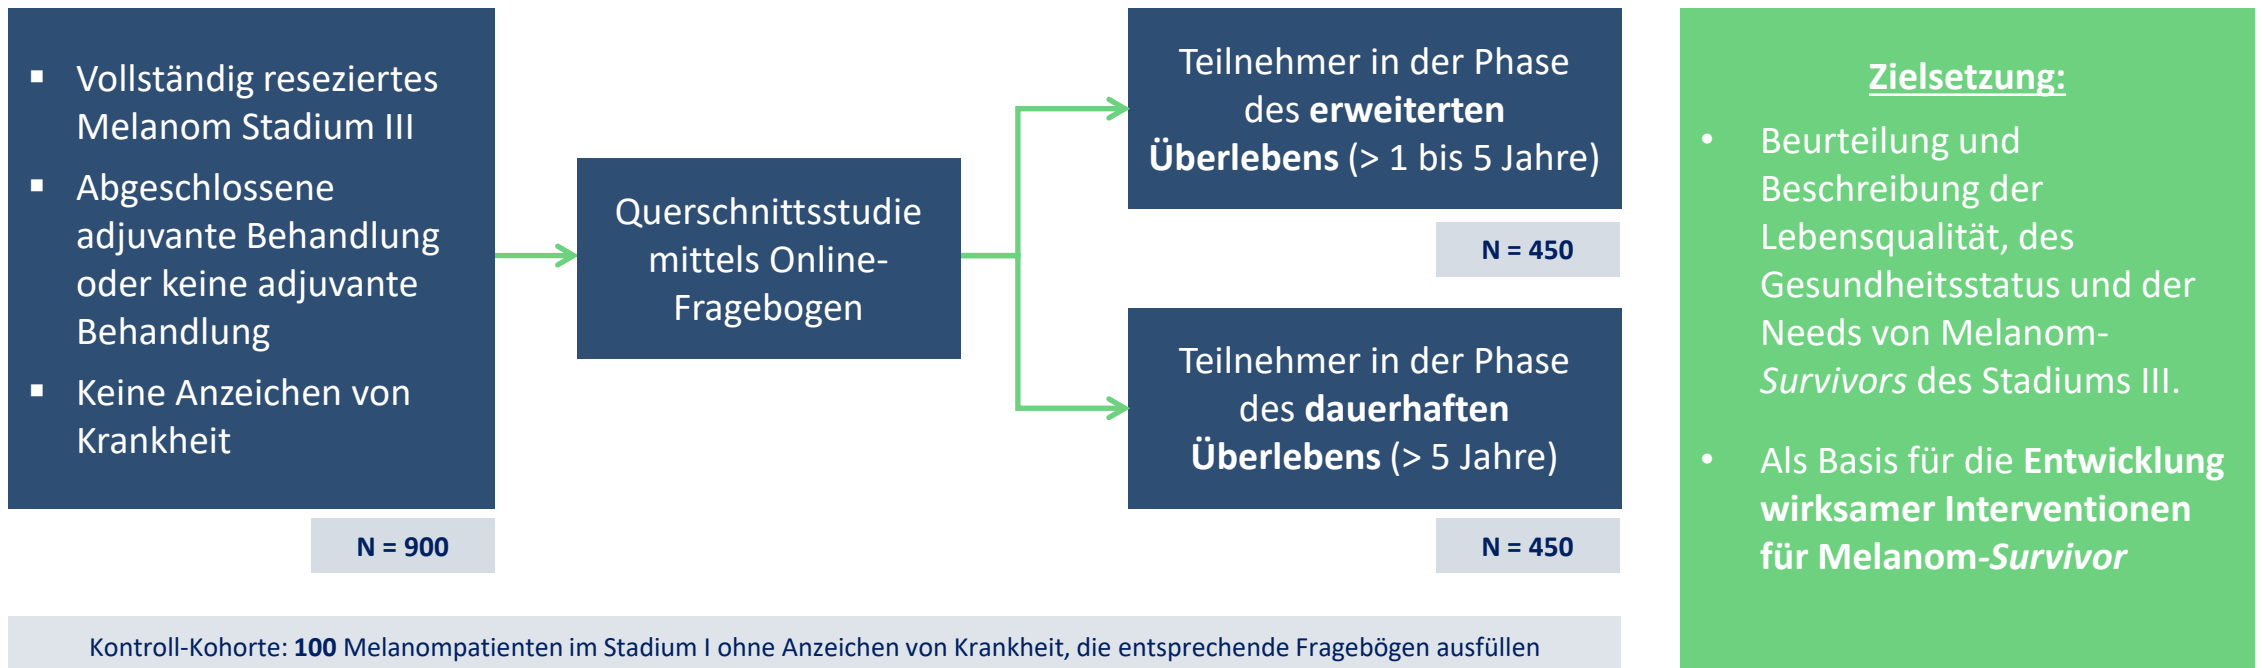 ▪ Vollständig reseziertes
Melanom Stadium III
▪ Abgeschlossene
adjuvante Behandlung
oder keine adjuvante
Behandlung
▪ Keine Anzeichen von
Krankheit
N = 900
Querschnittsstudie
mittels Online-
Fragebogen
Teilnehmer in der Phase
des erweiterten
Überlebens (> 1 bis 5 Jahre)
N = 450
Teilnehmer in der Phase
des dauerhaften
Überlebens (> 5 Jahre)
N = 450
Kontroll-Kohorte: 100 Melanompatienten im Stadium I ohne Anzeichen von Krankheit, die entsprechende Fragebögen ausfüllen
Zielsetzung:
• Beurteilung und
Beschreibung der
Lebensqualität, des
Gesundheitsstatus und der
Needs von Melanom-
Survivors des Stadiums III.
• Als Basis für die Entwicklung
wirksamer Interventionen
für Melanom-Survivor